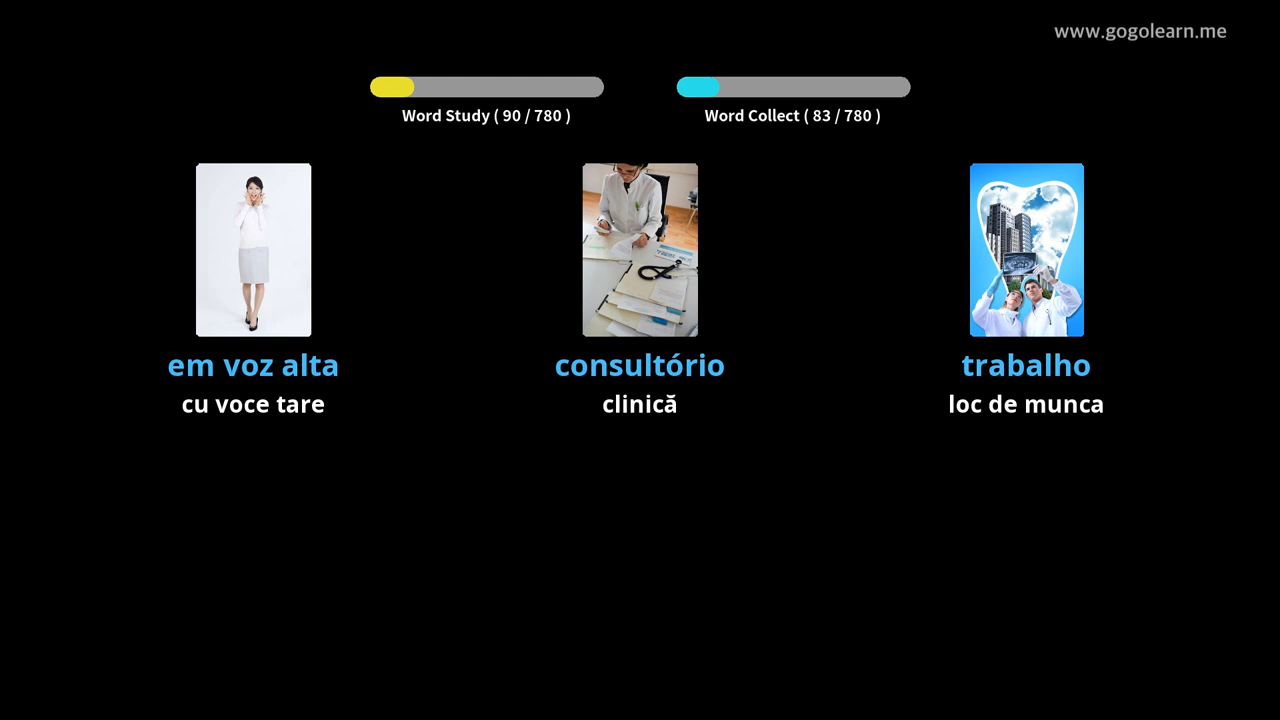 www.gogolearn.me
Word Study ( 90 / 780 )
Word Collect ( 83 / 780 )
em voz alta
cu voce tare
consultório
clinică
trabalho
loc de munca